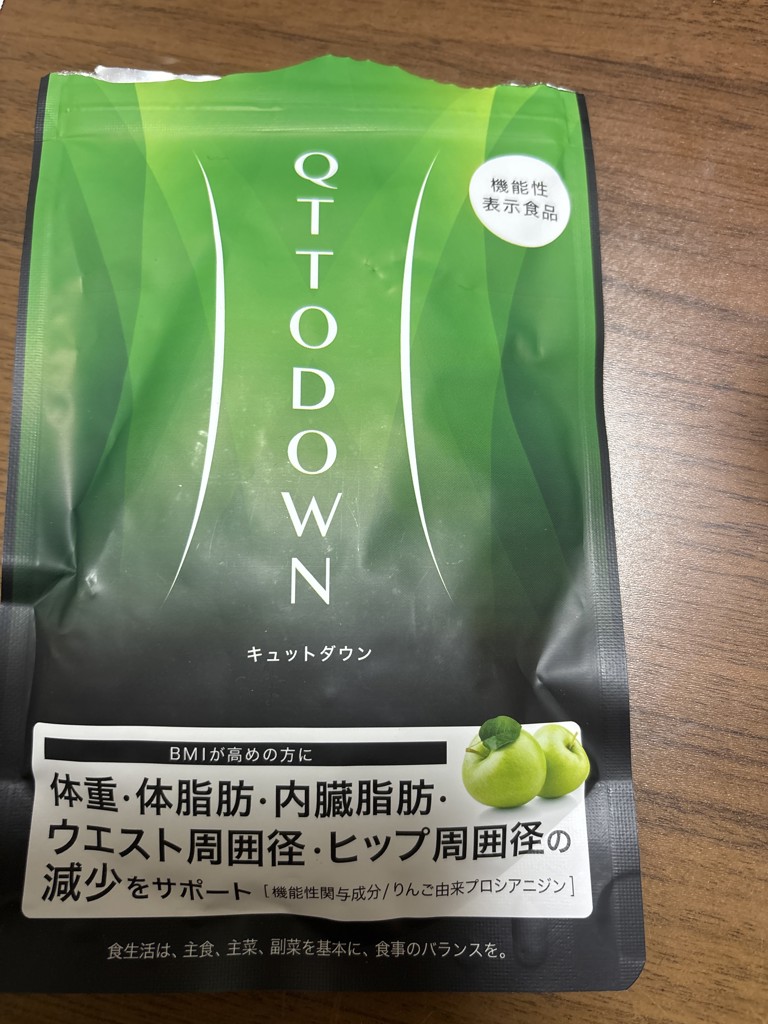 QTTODOWN
機能性
表示食品
キュットダウン
BMIが高めの方に
体重・体脂肪・内臓脂肪・
ウエスト周囲径・ヒップ周囲径の
減少をサポート [機能性関与成分/りんご由来プロシアニジン]
食生活は、主食、主菜、副菜を基本に、食事のバランスを。